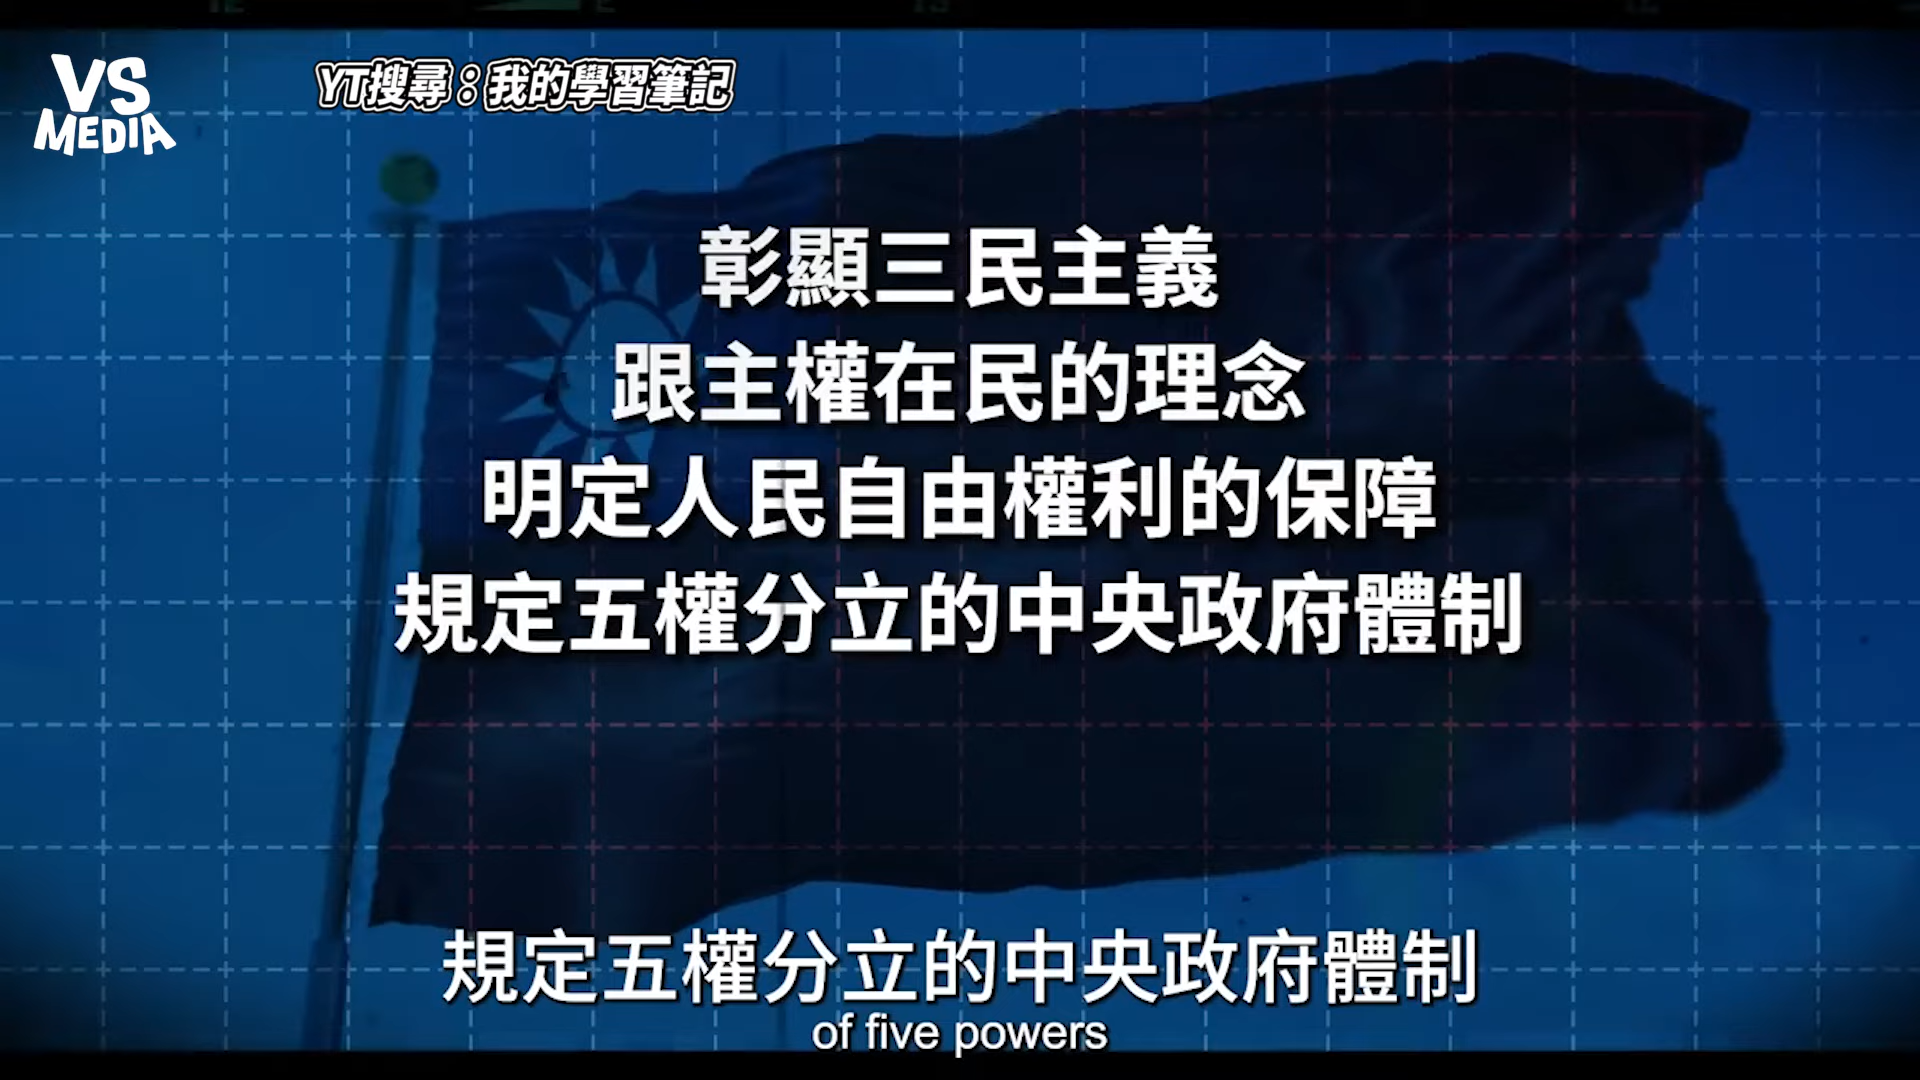 VS
MEDIA
YT搜尋：我的學習筆記
彰顯三民主義
跟主權在民的理念
明定人民自由權利的保障
規定五權分立的中央政府體制
規定五權分立的中央政府體制
of five powers